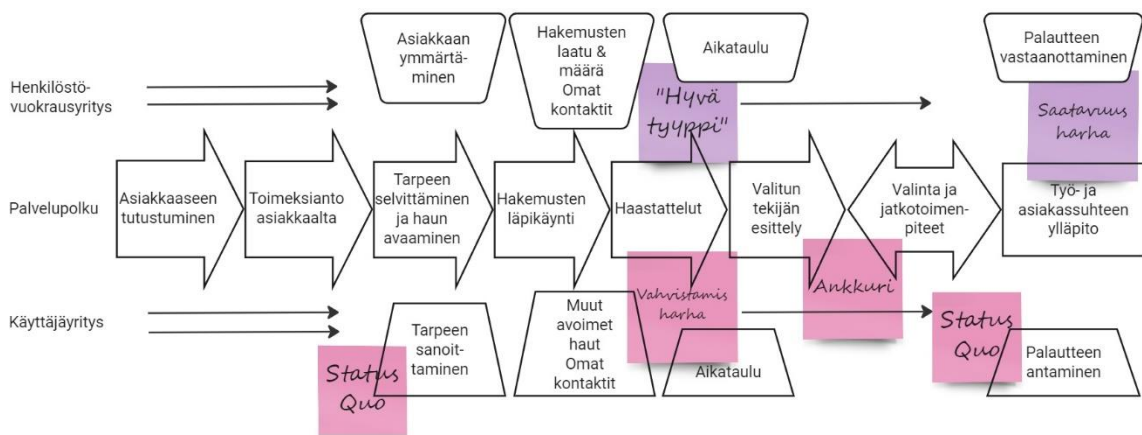 Asiakkaan
ymmärtä-
minen
Hakemusten
laatu &
määrä
Omat
kontaktit
Aikataulu
Palautteen
vastaanottaminen
Henkilöstö-
vuokrausyritys
"Hyvä
tyyppi"
Saatavuus
harha
Palvelupolku
Asiakkaaseen
tutustuminen
Toimeksianto
asiakkaalta
Tarpeen
selvittäminen
ja haun
avaaminen
Hakemusten
läpikäynti
Haastattelut
Valitun
tekijän
esittely
Valinta ja
jatkotoimen-
piteet
Työ- ja
asiakassuhteen
ylläpito
Käyttäjäyritys
Status
Quo
Tarpeen
sanoit-
taminen
Muut
avoimet
haut
Omat
kontaktit
Vahvistamis
harha
Aikataulu
Ankkuri
Status
Quo
Palautteen
antaminen